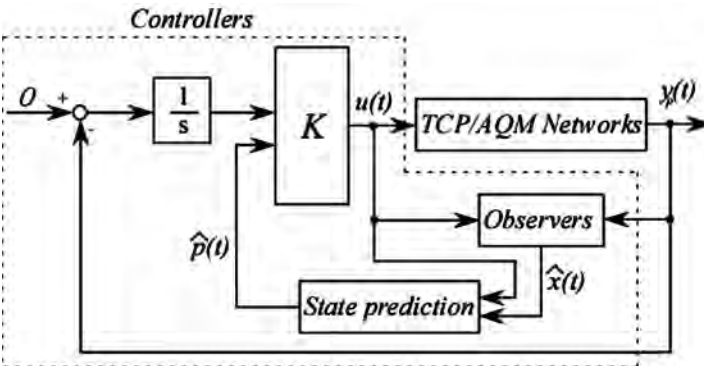 Controllers
0
+
-
1
s
K
u(t)
TCP/AQM Networks
y(t)
Observers
x̂(t)
p̂(t)
State prediction